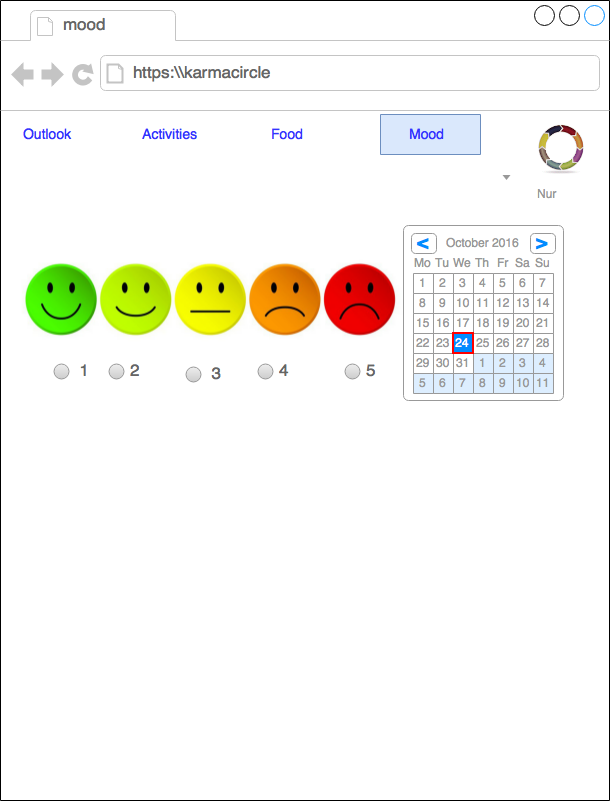 mood
https:\\karmacircle
Outlook Activities Food Mood
Nur
< October 2016 >
Mo Tu We Th Fr Sa Su
1 2 3 4 5 6 7
8 9 10 11 12 13 14
15 16 17 18 19 20 21
22 23 24 25 26 27 28
29 30 31 1 2 3 4
5 6 7 8 9 10 11
1 2 3 4 5